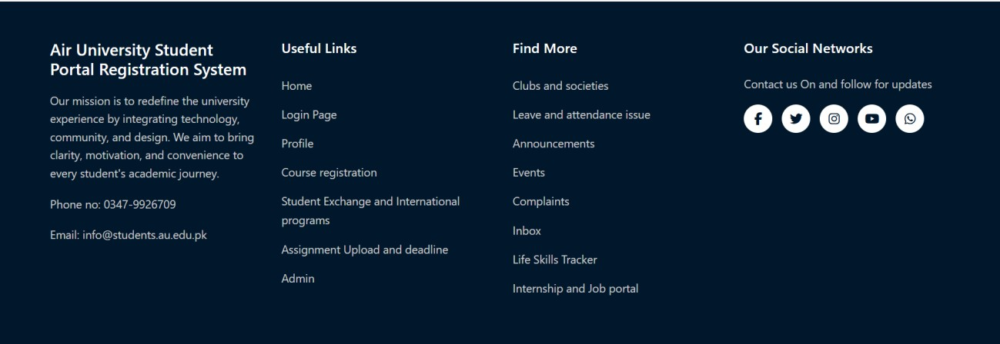 Air University Student
Portal Registration System
Our mission is to redefine the university
experience by integrating technology,
community, and design. We aim to bring
clarity, motivation, and convenience to
every student's academic journey.
Phone no: 0347-9926709
Email: info@students.au.edu.pk
Useful Links
Home
Login Page
Profile
Course registration
Student Exchange and International
programs
Assignment Upload and deadline
Admin
Find More
Clubs and societies
Leave and attendance issue
Announcements
Events
Complaints
Inbox
Life Skills Tracker
Internship and Job portal
Our Social Networks
Contact us On and follow for updates